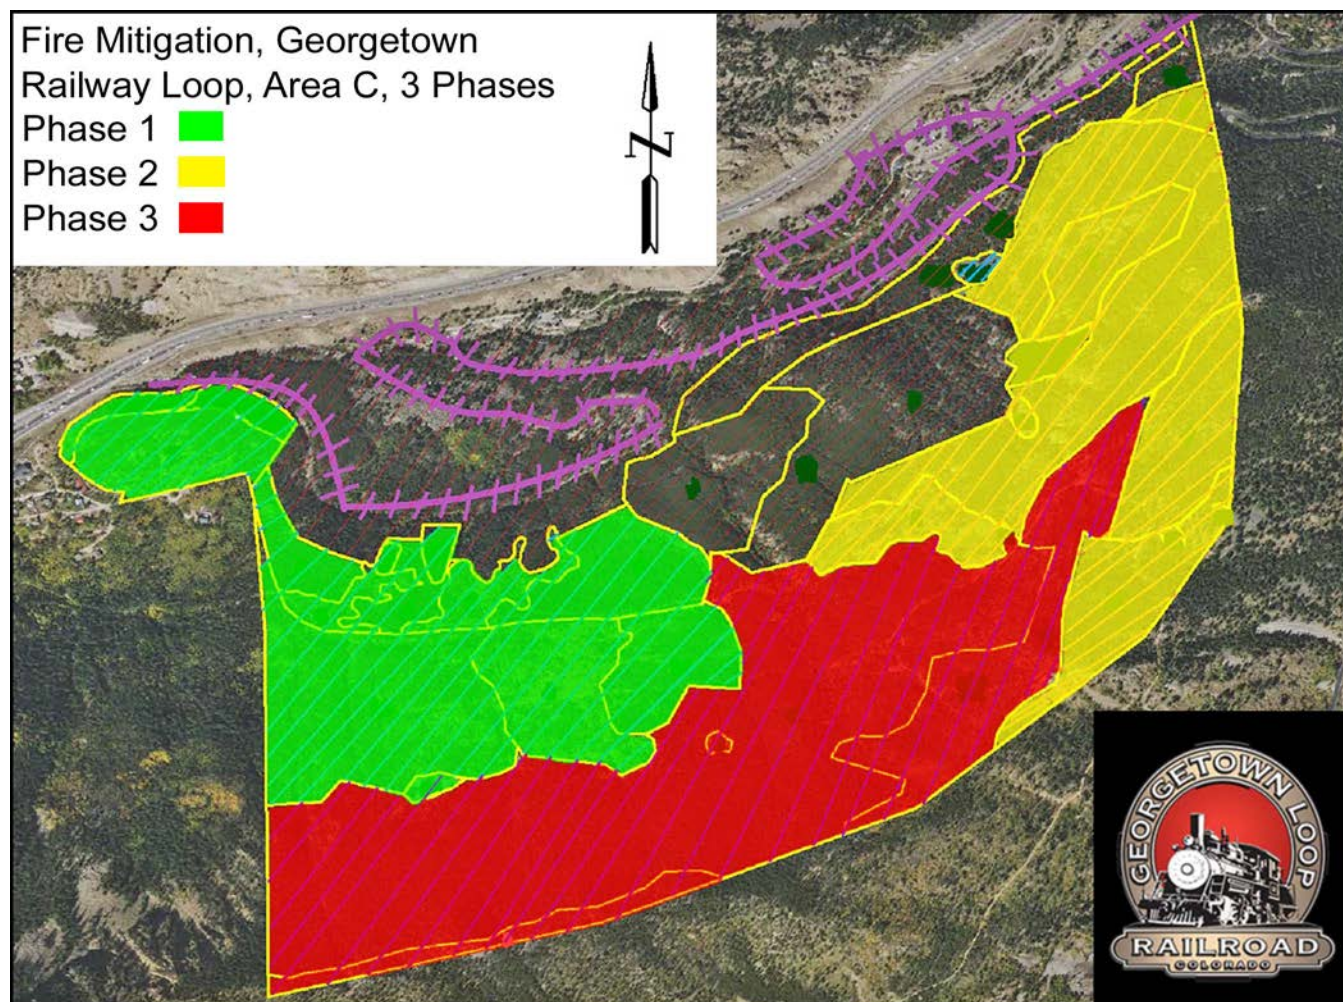 Fire Mitigation, Georgetown
Railway Loop, Area C, 3 Phases
Phase 1
Phase 2
Phase 3
N
GEORGETOWN LOOP
RAILROAD
COLORADO